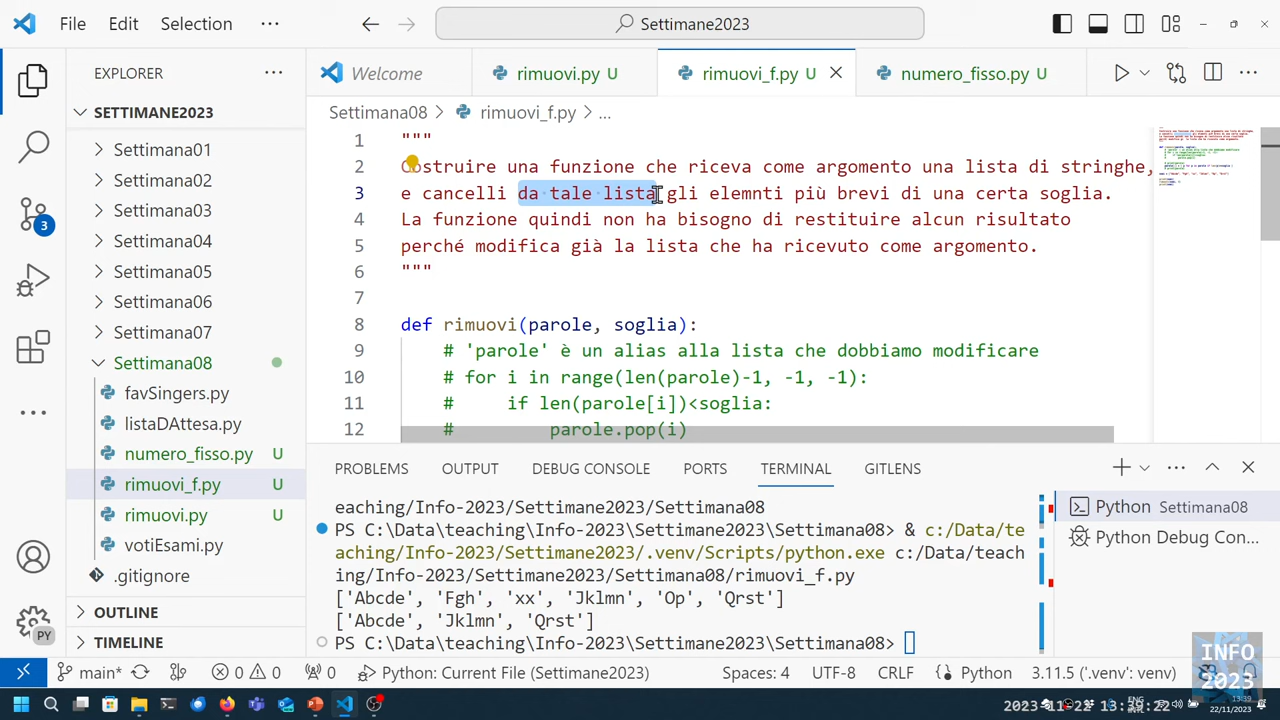 File Edit Selection ··· Settimane2023
EXPLORER ···
SETTIMANE2023
Settimana01
Settimana02
Settimana03
Settimana04
Settimana05
Settimana06
Settimana07
Settimana08
favSingers.py
listaDAttesa.py
numero_fisso.py U
rimuovi_f.py U
rimuovi.py U
votiEsami.py
.gitignore
OUTLINE
TIMELINE
3
PY
Welcome rimuovi.py U rimuovi_f.py U numero_fisso.py U
Settimana08 > rimuovi_f.py > ...
1 """
2 Costruire una funzione che riceva come argomento una lista di stringhe,
3 e cancelli da tale lista gli elemnti più brevi di una certa soglia.
4 La funzione quindi non ha bisogno di restituire alcun risultato
5 perché modifica già la lista che ha ricevuto come argomento.
6 """
7
8 def rimuovi(parole, soglia):
9 # 'parole' è un alias alla lista che dobbiamo modificare
10 # for i in range(len(parole)-1, -1, -1):
11 #     if len(parole[i])<soglia:
12 #         parole.pop(i)
PROBLEMS OUTPUT DEBUG CONSOLE PORTS TERMINAL GITLENS
eaching/Info-2023/Settimane2023/Settimana08
PS C:\Data\teaching\Info-2023\Settimane2023\Settimana08> & c:/Data/te
aching/Info-2023/Settimane2023/.venv/Scripts/python.exe c:/Data/teach
ing/Info-2023/Settimane2023/Settimana08/rimuovi_f.py
['Abcde', 'Fgh', 'xx', 'Jklmn', 'Op', 'Qrst']
['Abcde', 'Jklmn', 'Qrst']
PS C:\Data\teaching\Info-2023\Settimane2023\Settimana08>
Python Settimana08
Python Debug Con...
INFO
2023
main* 0 0 0 Python: Current File (Settimane2023) Spaces: 4 UTF-8 CRLF Python 3.11.5 ('.venv': venv)
ENG
13:39
22/11/2023